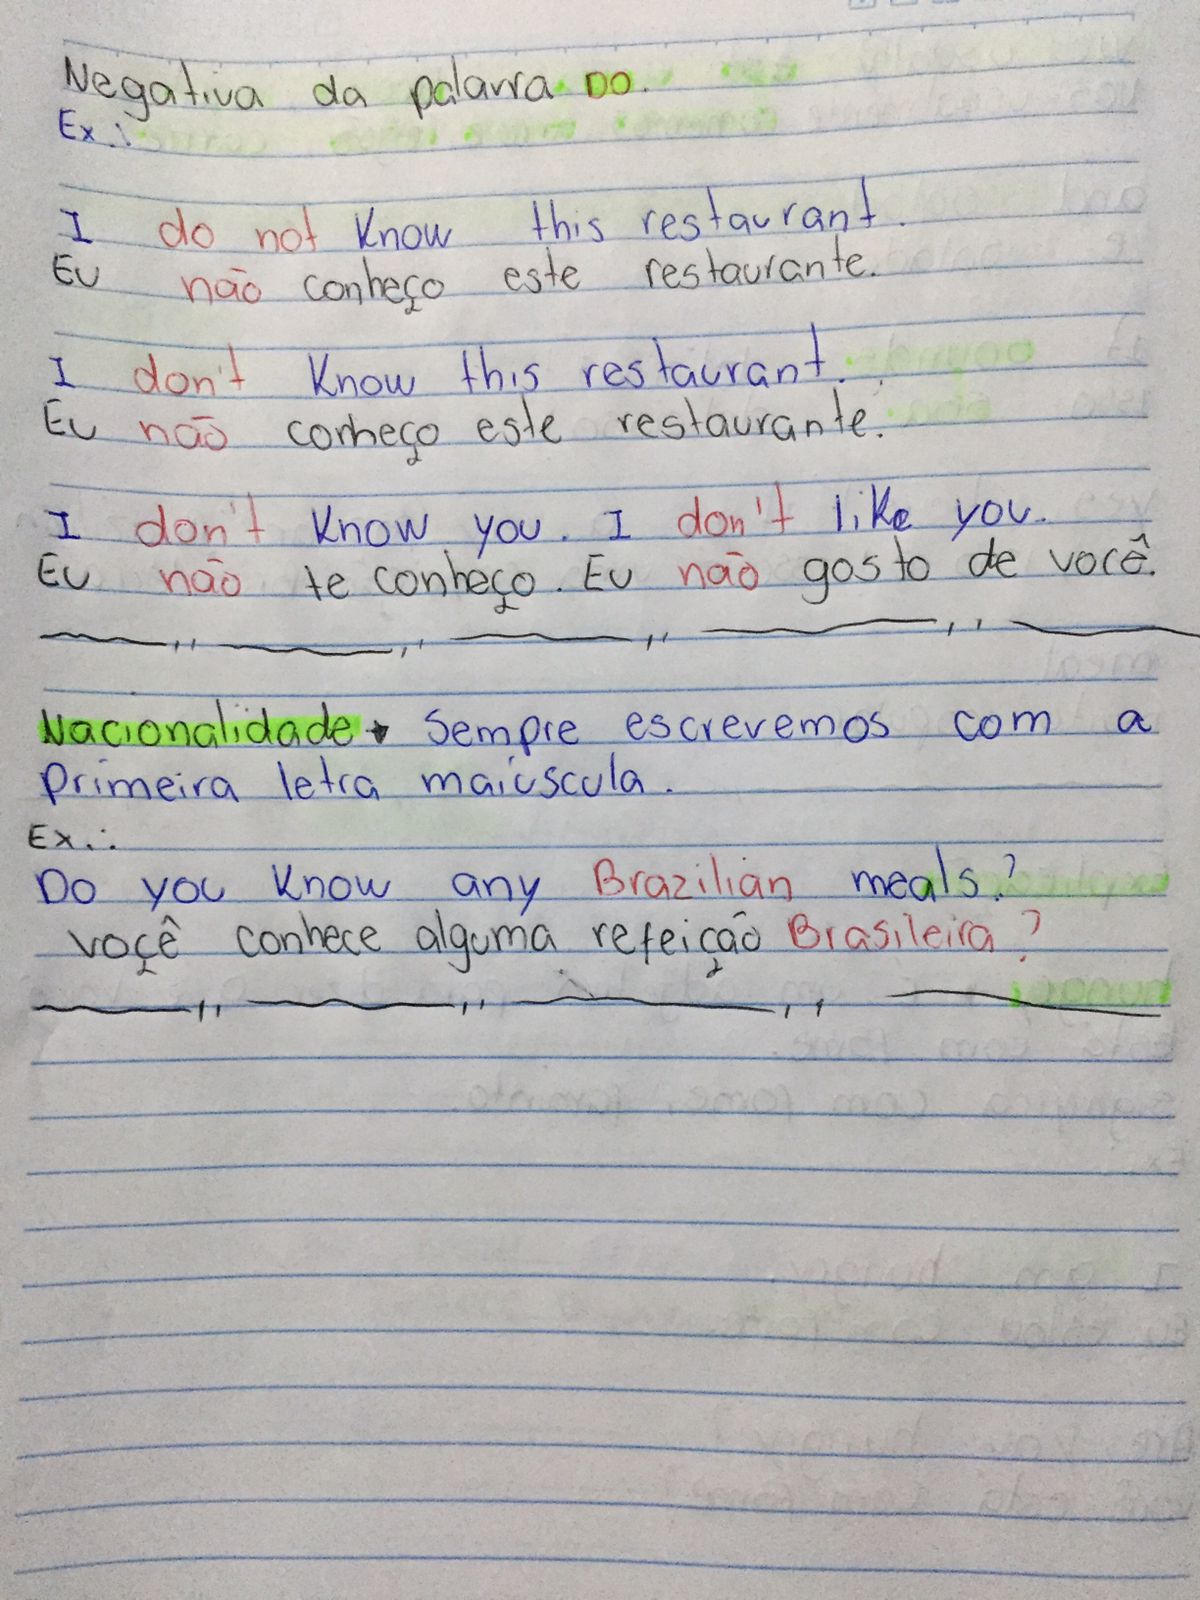 Negativa da palavra DO.
Ex.:
I do not Know this restaurant.
Eu não conheço este restaurante.
I don't Know this restaurant.
Eu não conheço este restaurante.
I don't Know you. I don't like you.
Eu não te conheço. Eu não gosto de você.
Nacionalidade → Sempre escrevemos com a
primeira letra maiúscula.
Ex.:
Do you Know any Brazilian meals?
Voçê conhece alguma refeição Brasileira?